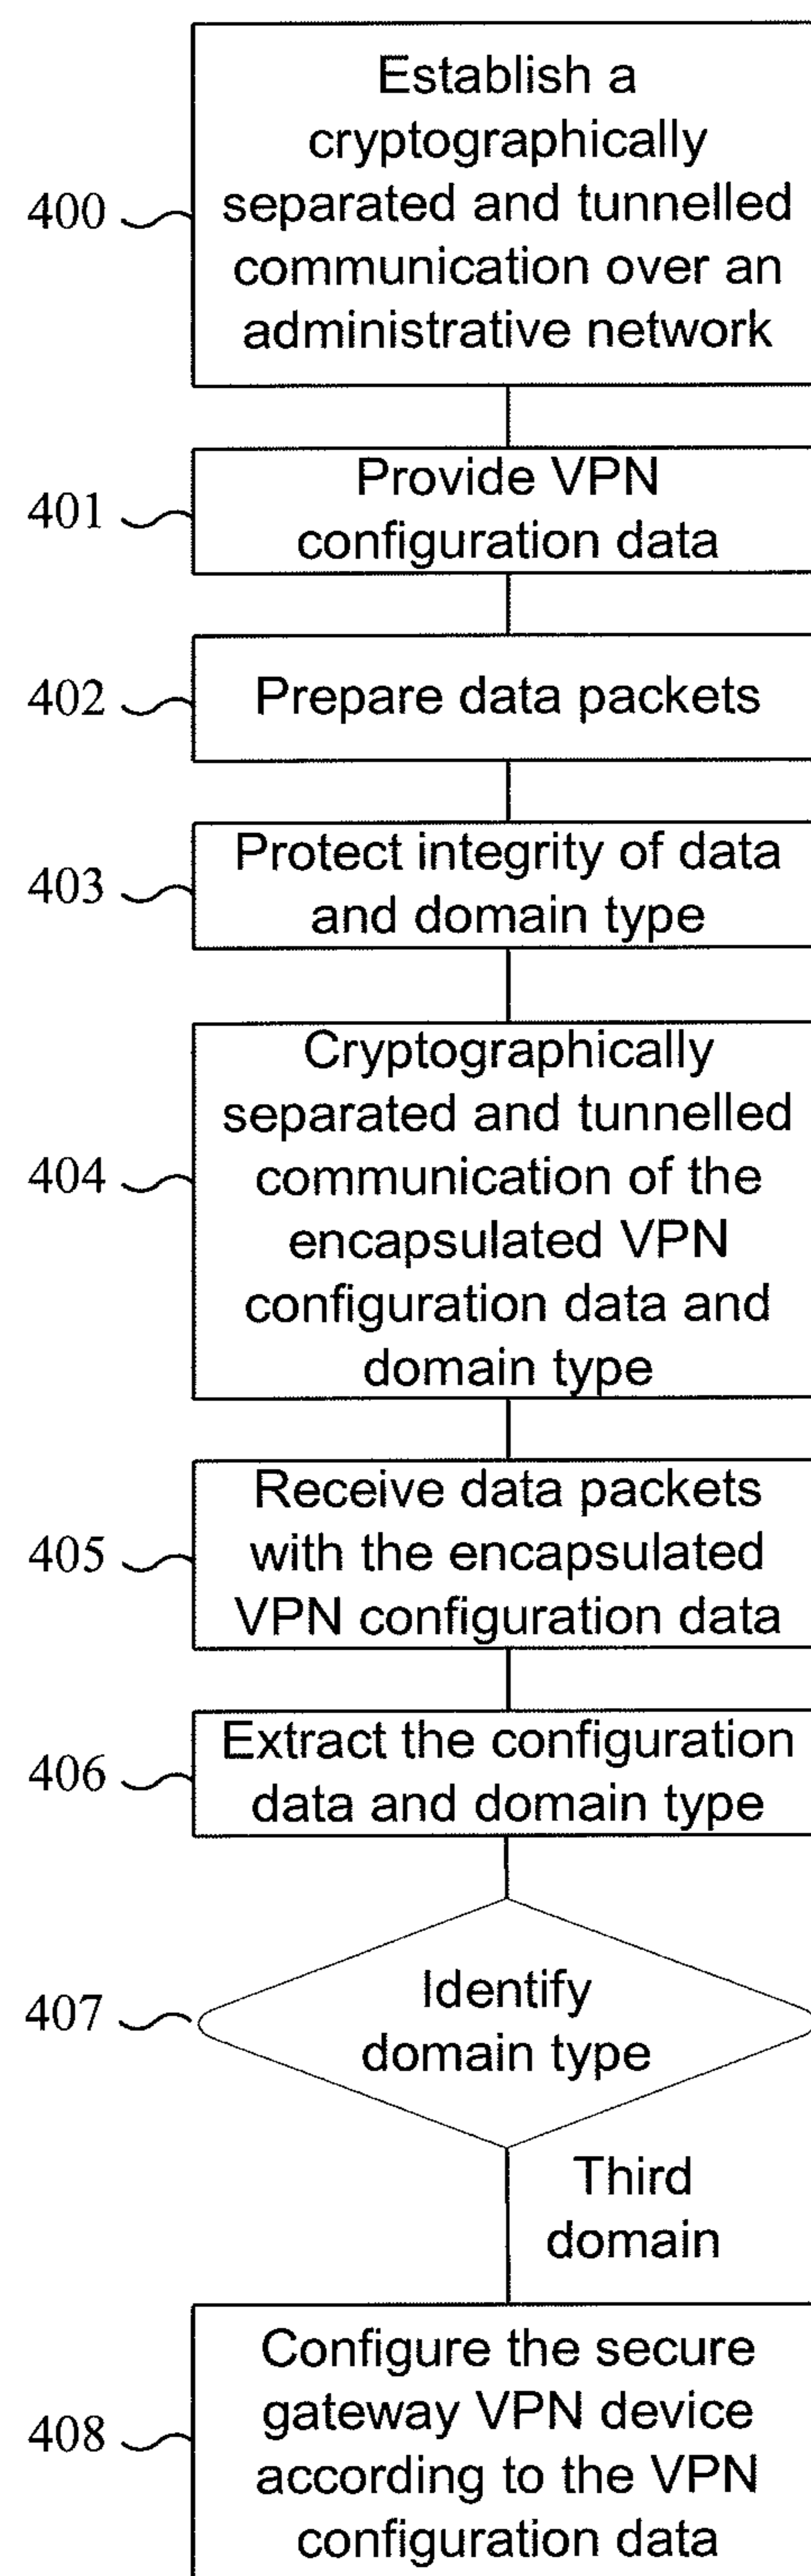 Establish a
cryptographically
400 separated and tunnelled
communication over an
administrative network
Provide VPN
401 configuration data
402 Prepare data packets
Protect integrity of data
403 and domain type
Cryptographically
separated and tunnelled
404 communication of the
encapsulated VPN
configuration data and
domain type
Receive data packets
405 with the encapsulated
VPN configuration data
Extract the configuration
406 data and domain type
Identify
407 domain type
Third
domain
Configure the secure
gateway VPN device
408 according to the VPN
configuration data